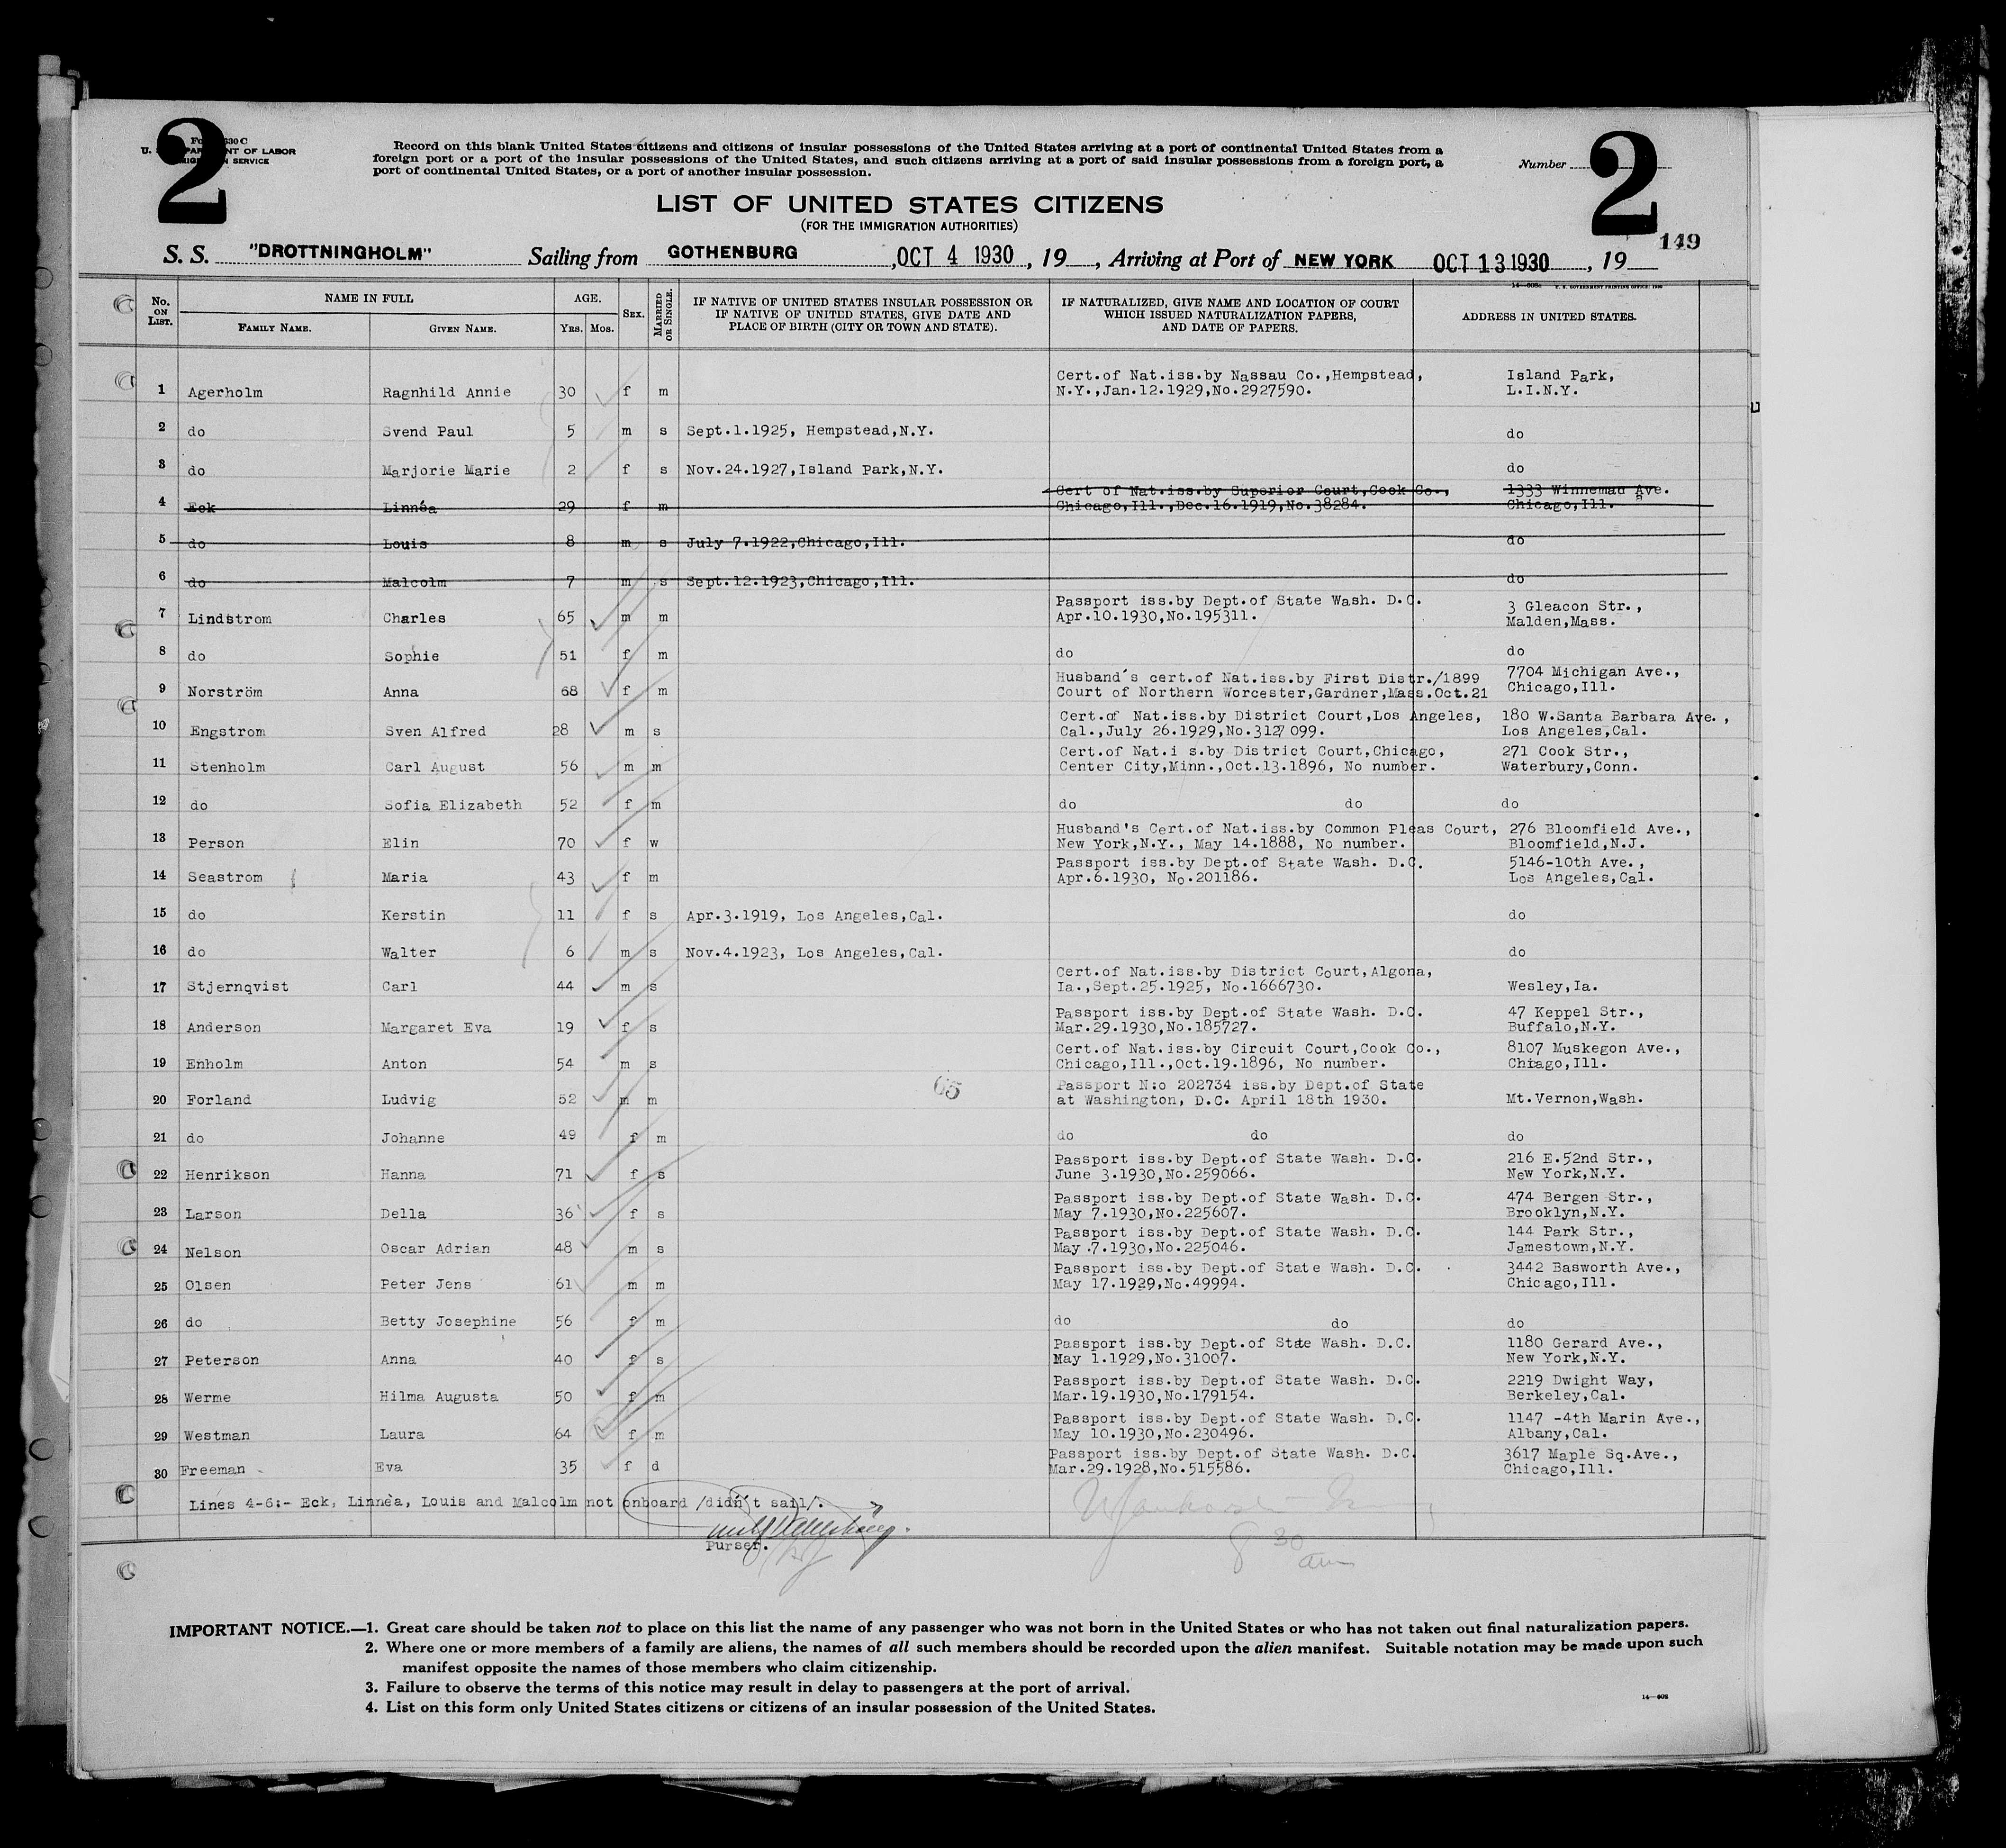 2
Form 630 C
U. S. DEPARTMENT OF LABOR
IMMIGRATION SERVICE
Record on this blank United States citizens and citizens of insular possessions of the United States arriving at a port of continental United States from a
foreign port or a port of the insular possessions of the United States, and such citizens arriving at a port of said insular possessions from a foreign port, a
port of continental United States, or a port of another insular possession.
Number 2
LIST OF UNITED STATES CITIZENS
(FOR THE IMMIGRATION AUTHORITIES)
149
S. S. "DROTTNINGHOLM" Sailing from GOTHENBURG , OCT 4 1930 , 19 , Arriving at Port of NEW YORK OCT 13 1930 , 19
No. ON LIST. NAME IN FULL FAMILY NAME. GIVEN NAME. AGE. YRS. MOS. SEX. MARRIED OR SINGLE. IF NATIVE OF UNITED STATES INSULAR POSSESSION OR IF NATIVE OF UNITED STATES, GIVE DATE AND PLACE OF BIRTH (CITY OR TOWN AND STATE). IF NATURALIZED, GIVE NAME AND LOCATION OF COURT WHICH ISSUED NATURALIZATION PAPERS, AND DATE OF PAPERS. ADDRESS IN UNITED STATES.
Cert.of Nat.iss.by Nassau Co.,Hempstead, Island Park,
1 Agerholm Ragnhild Annie 30 f m N.Y.,Jan.12.1929,No.2927590. L.I.N.Y.
2 do Svend Paul 5 m s Sept.1.1925, Hempstead,N.Y. do
3 do Marjorie Marie 2 f s Nov.24.1927,Island Park,N.Y. do
Cert of Nat.iss.by Superior Court,Cook Co., 1333 Winnemad Ave.
4 Eck Linnéa 29 f m Chicago,Ill.,Dec.16.1919,No.38284. Chicago,Ill.
5 do Louis 8 m s July 7.1922,Chicago,Ill. do
6 do Malcolm 7 m s Sept.12.1923,Chicago,Ill. do
Passport iss.by Dept.of State Wash. D.C. 3 Gleacon Str.,
7 Lindstrom Charles 65 m m Apr.10.1930,No.195311. Malden,Mass.
8 do Sophie 51 f m do do
Husband's cert.of Nat.iss.by First Distr./1899 7704 Michigan Ave.,
9 Norström Anna 68 f m Court of Northern Worcester,Gardner,Mass.Oct.21 Chicago,Ill.
Cert.of Nat.iss.by District Court,Los Angeles, 180 W.Santa Barbara Ave.,
10 Engstrom Sven Alfred 28 m s Cal.,July 26.1929,No.3127 099. Los Angeles,Cal.
Cert.of Nat.i s.by District Court,Chicago, 271 Cook Str.,
11 Stenholm Carl August 56 m m Center City,Minn.,Oct.13.1896, No number. Waterbury,Conn.
12 do Sofia Elizabeth 52 f m do do do
Husband's Cert.of Nat.iss.by Common Pleas Court, 276 Bloomfield Ave.,
13 Person Elin 70 f w New York,N.Y., May 14.1888, No number. Bloomfield,N.J.
Passport iss.by Dept.of State Wash. D.C. 5146-10th Ave.,
14 Seastrom Maria 43 f m Apr.6.1930, No.201186. Los Angeles,Cal.
15 do Kerstin 11 f s Apr.3.1919, Los Angeles,Cal. do
16 do Walter 6 m s Nov.4.1923, Los Angeles,Cal. do
Cert.of Nat.iss.by District Court,Algona,
17 Stjernqvist Carl 44 m s Ia.,Sept.25.1925, No.1666730. Wesley,Ia.
Passport iss.by Dept.of State Wash. D.C. 47 Keppel Str.,
18 Anderson Margaret Eva 19 f s Mar.29.1930,No.185727. Buffalo,N.Y.
Cert.of Nat.iss.by Circuit Court,Cook Co., 8107 Muskegon Ave.,
19 Enholm Anton 54 m s Chicago,Ill.,Oct.19.1896, No number. Chiago,Ill.
65 Passport N:o 202734 iss.by Dept.of State
20 Forland Ludvig 52 m m at Washington, D.C. April 18th 1930. Mt.Vernon,Wash.
21 do Johanne 49 f m do do do
Passport iss.by Dept.of State Wash. D.C. 216 E.52nd Str.,
22 Henrikson Hanna 71 f s June 3.1930,No.259066. New York,N.Y.
Passport iss.by Dept.of State Wash. D.C. 474 Bergen Str.,
23 Larson Della 36 f s May 7.1930,No.225607. Brooklyn,N.Y.
Passport iss.by Dept.of State Wash. D.C. 144 Park Str.,
24 Nelson Oscar Adrian 48 m s May .7.1930,No.225046. Jamestown,N.Y.
Passport iss.by Dept.of State Wash. D.C. 3442 Basworth Ave.,
25 Olsen Peter Jens 61 m m May 17.1929,No.49994. Chicago,Ill.
26 do Betty Josephine 56 f m do do do
Passport iss.by Dept.of State Wash. D.C. 1180 Gerard Ave.,
27 Peterson Anna 40 f s May 1.1929,No.31007. New York,N.Y.
Passport iss.by Dept.of State Wash. D.C. 2219 Dwight Way,
28 Werme Hilma Augusta 50 f m Mar.19.1930,No.179154. Berkeley,Cal.
Passport iss.by Dept.of State Wash. D.C. 1147 -4th Marin Ave.,
29 Westman Laura 64 f m May 10.1930,No.230496. Albany,Cal.
Passport iss.by Dept.of State Wash. D.C. 3617 Maple Sq.Ave.,
30 Freeman Eva 35 f d Mar.29.1928,No.515586. Chicago,Ill.
Lines 4-6:- Eck, Linnèa, Louis and Malcolm not onboard /didn't sail/.
Purser.
8 30 am
IMPORTANT NOTICE.—1. Great care should be taken not to place on this list the name of any passenger who was not born in the United States or who has not taken out final naturalization papers.
2. Where one or more members of a family are aliens, the names of all such members should be recorded upon the alien manifest. Suitable notation may be made upon such
manifest opposite the names of those members who claim citizenship.
3. Failure to observe the terms of this notice may result in delay to passengers at the port of arrival.
4. List on this form only United States citizens or citizens of an insular possession of the United States.
14—608